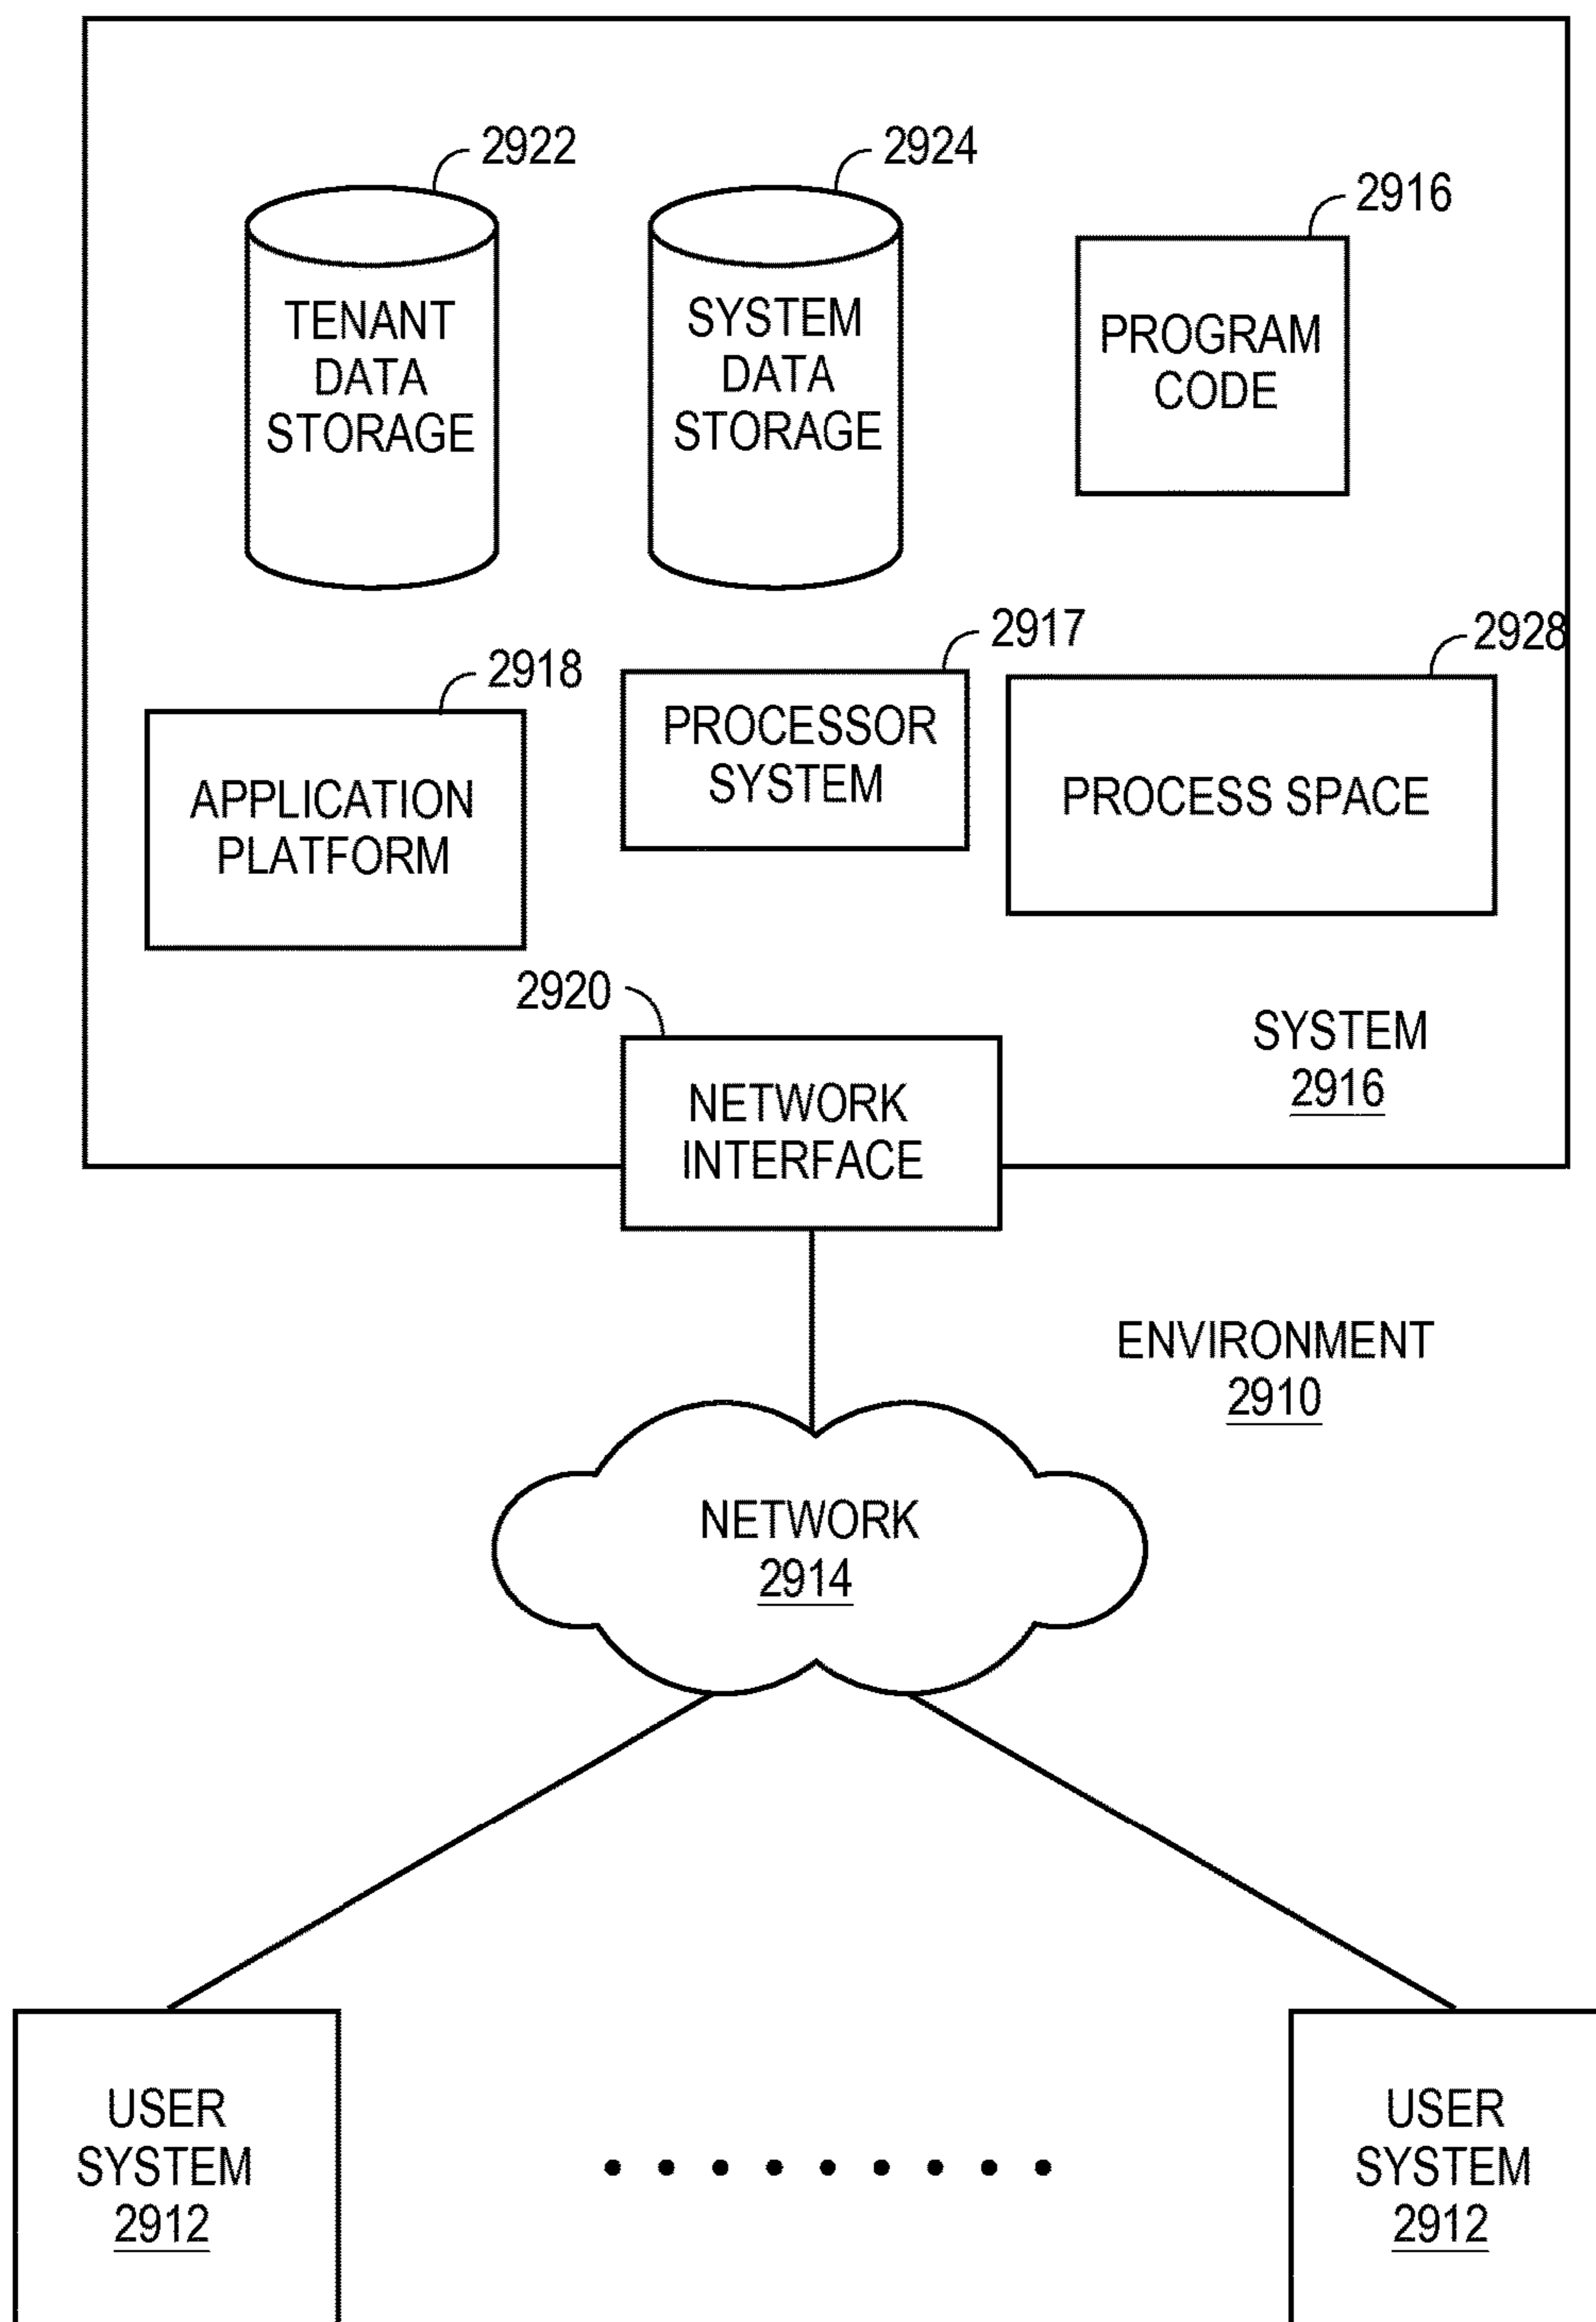 2922
2924
2916
TENANT
DATA
STORAGE
SYSTEM
DATA
STORAGE
PROGRAM
CODE
2918
2917
2928
APPLICATION
PLATFORM
PROCESSOR
SYSTEM
PROCESS SPACE
2920
NETWORK
INTERFACE
SYSTEM
2916
ENVIRONMENT
2910
NETWORK
2914
USER
SYSTEM
2912
USER
SYSTEM
2912